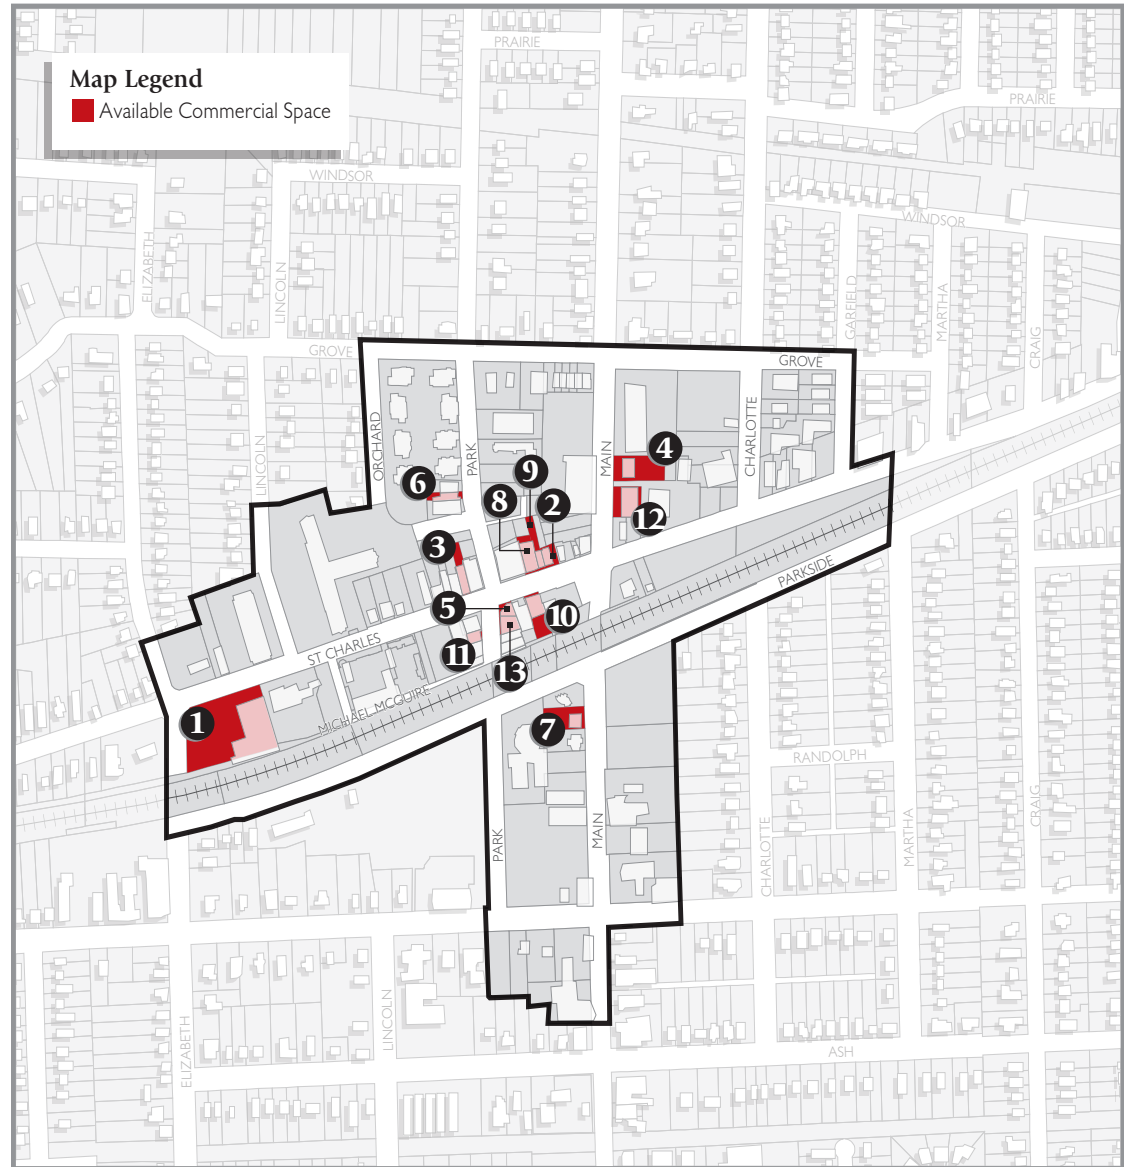 PRAIRIE
Map Legend
Available Commercial Space
PRAIRIE
WINDSOR
WINDSOR
ELIZABETH
LINCOLN
GARFIELD
MARTHA
CRAIG
GROVE
GROVE
ORCHARD
PARK
MAIN
CHARLOTTE
LINCOLN
4
9
6
8
2
12
3
PARKSIDE
5
10
ST CHARLES
11
13
MICHAEL MCGUIRE
1
7
RANDOLPH
PARK
MAIN
CHARLOTTE
MARTHA
CRAIG
LINCOLN
ELIZABETH
ASH